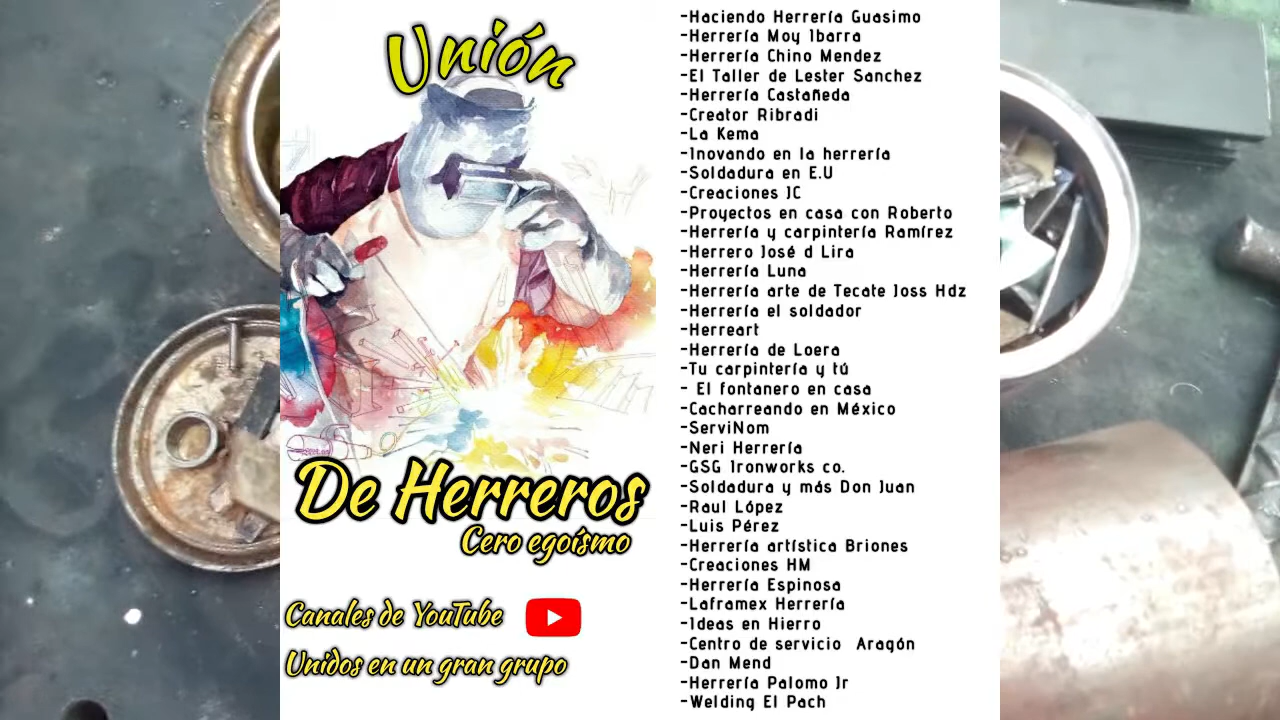 Unión
De Herreros
Cero egoísmo
Canales de YouTube
Unidos en un gran grupo
-Haciendo Herrería Guasimo
-Herrería Moy Ibarra
-Herrería Chino Mendez
-El Taller de Lester Sanchez
-Herrería Castañeda
-Creator Ribradi
-La Kema
-Inovando en la herrería
-Soldadura en E.U
-Creaciones JC
-Proyectos en casa con Roberto
-Herrería y carpintería Ramírez
-Herrero José d Lira
-Herrería Luna
-Herrería arte de Tecate Joss Hdz
-Herrería el soldador
-Herreart
-Herrería de Loera
-Tu carpintería y tú
- El fontanero en casa
-Cacharreando en México
-ServiNom
-Neri Herrería
-GSG Ironworks co.
-Soldadura y más Don Juan
-Raul López
-Luis Pérez
-Herrería artística Briones
-Creaciones HM
-Herrería Espinosa
-Laframex Herrería
-Ideas en Hierro
-Centro de servicio  Aragón
-Dan Mend
-Herrería Palomo Jr
-Welding El Pach